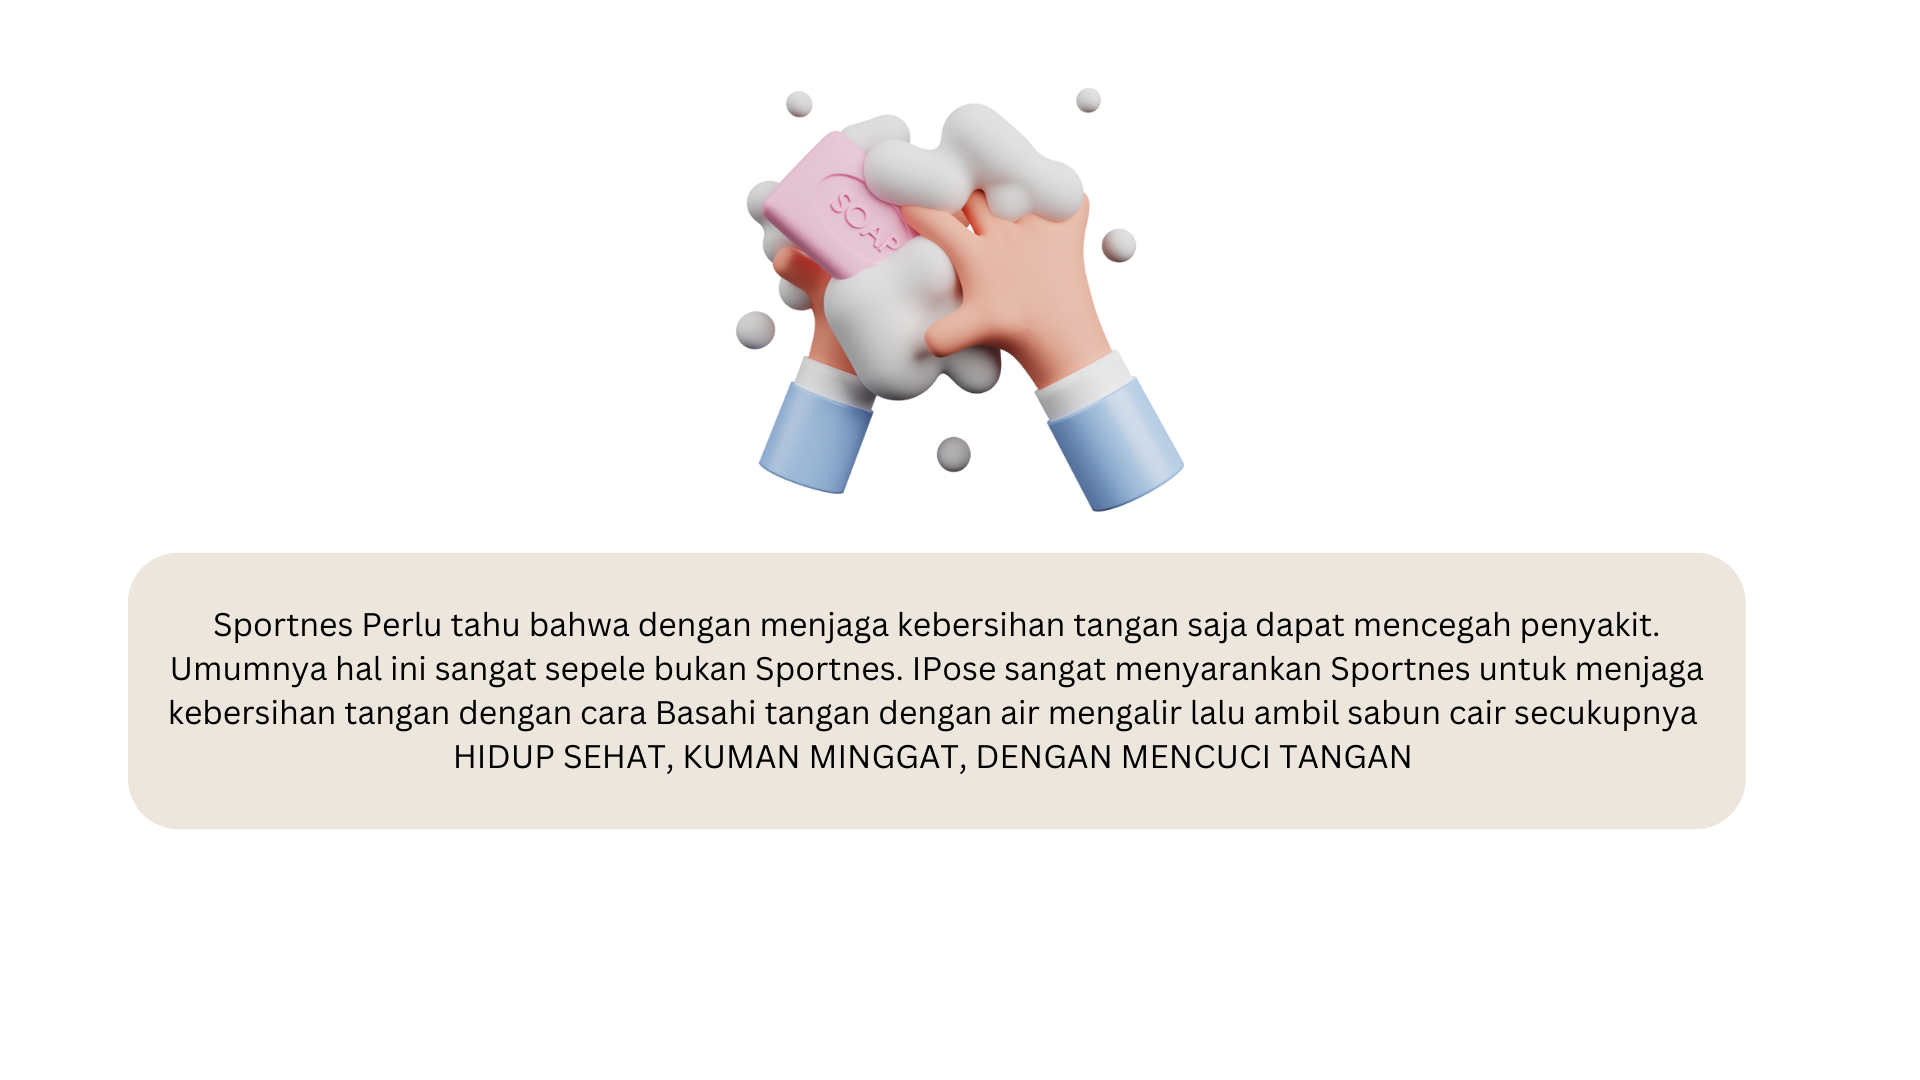 SOAP
Sportnes Perlu tahu bahwa dengan menjaga kebersihan tangan saja dapat mencegah penyakit.
Umumnya hal ini sangat sepele bukan Sportnes. IPose sangat menyarankan Sportnes untuk menjaga
kebersihan tangan dengan cara Basahi tangan dengan air mengalir lalu ambil sabun cair secukupnya
HIDUP SEHAT, KUMAN MINGGAT, DENGAN MENCUCI TANGAN